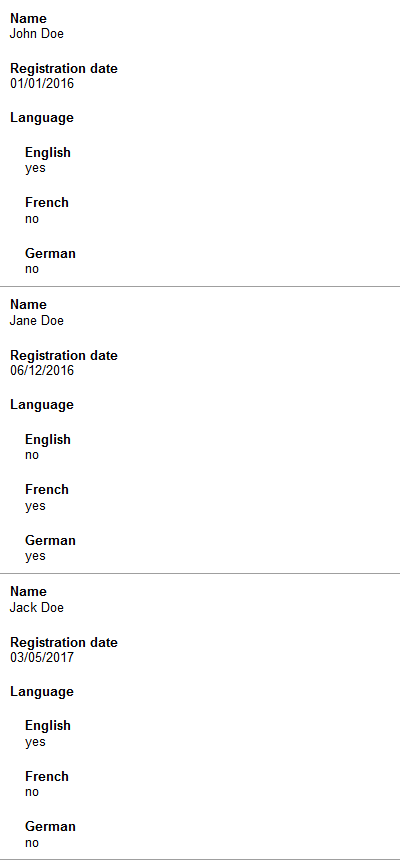 Name
John Doe
Registration date
01/01/2016
Language
English
yes
French
no
German
no
Name
Jane Doe
Registration date
06/12/2016
Language
English
no
French
yes
German
yes
Name
Jack Doe
Registration date
03/05/2017
Language
English
yes
French
no
German
no